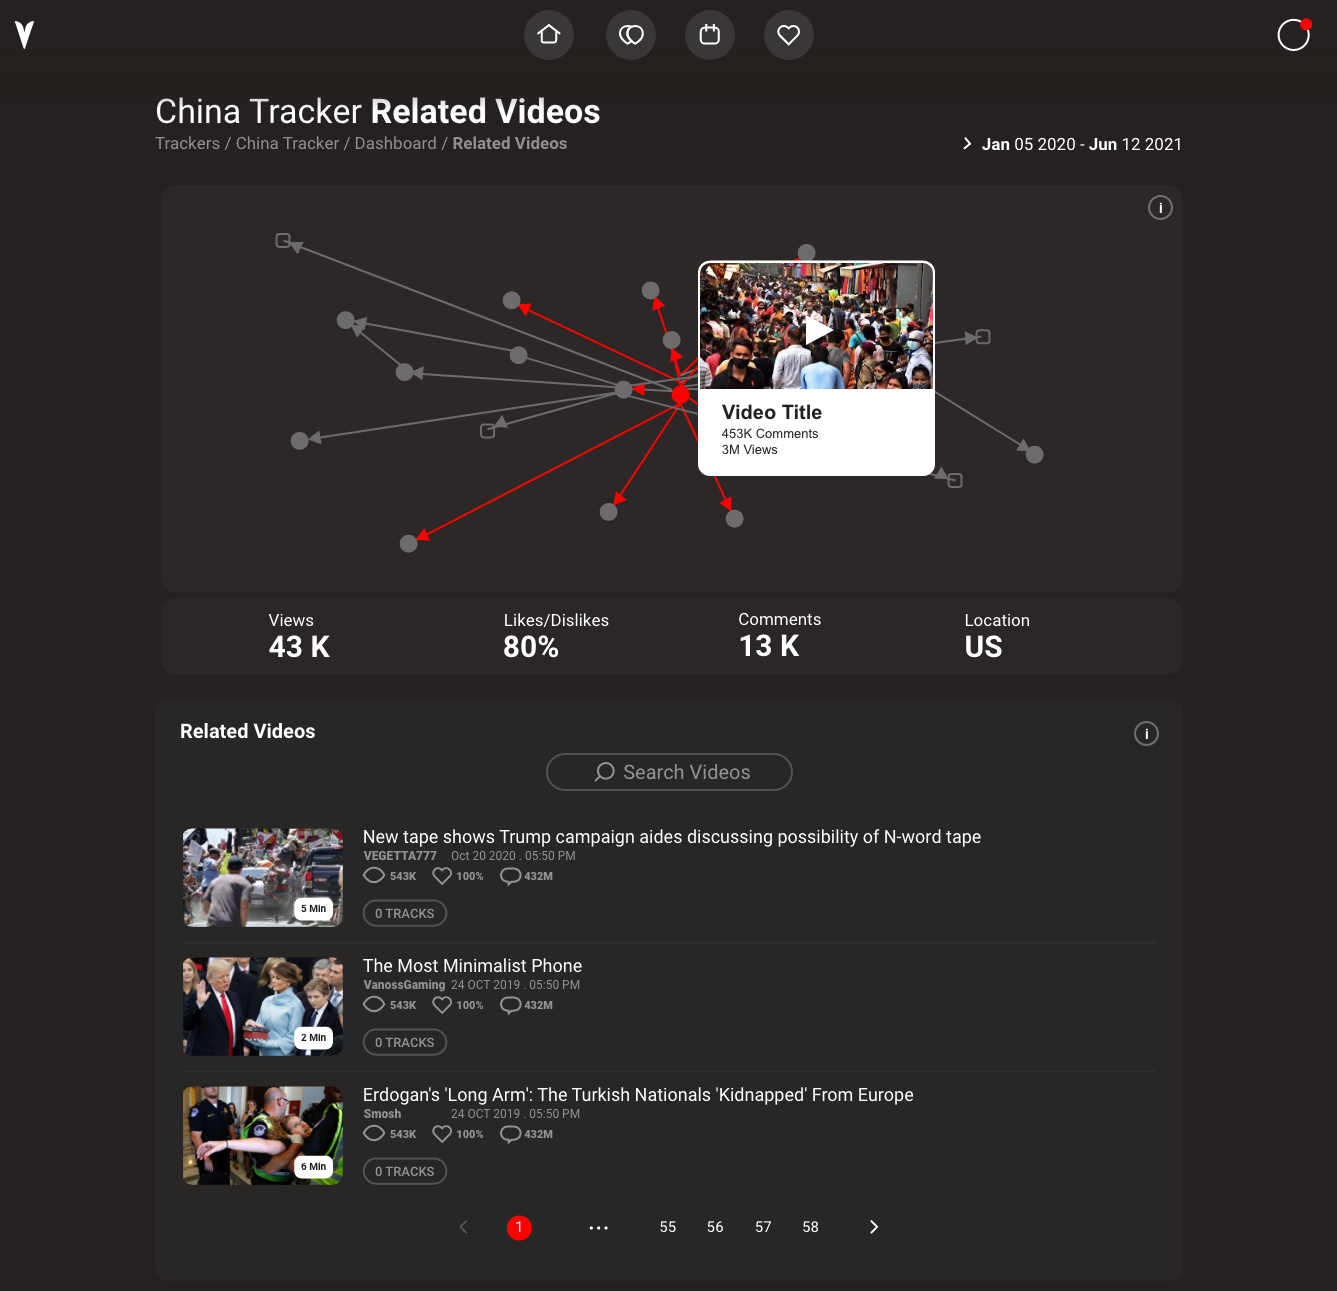 China Tracker Related Videos
Trackers / China Tracker / Dashboard / Related Videos
Jan 05 2020 - Jun 12 2021
i
Video Title
453K Comments
3M Views
Views
43 K
Likes/Dislikes
80%
Comments
13 K
Location
US
Related Videos
i
Search Videos
New tape shows Trump campaign aides discussing possibility of N-word tape
VEGETTA777 Oct 20 2020 . 05:50 PM
543K 100% 432M
5 Min
0 TRACKS
The Most Minimalist Phone
VanossGaming 24 OCT 2019 . 05:50 PM
543K 100% 432M
2 Min
0 TRACKS
Erdogan's 'Long Arm': The Turkish Nationals 'Kidnapped' From Europe
Smosh 24 OCT 2019 . 05:50 PM
543K 100% 432M
6 Min
0 TRACKS
1 ... 55 56 57 58